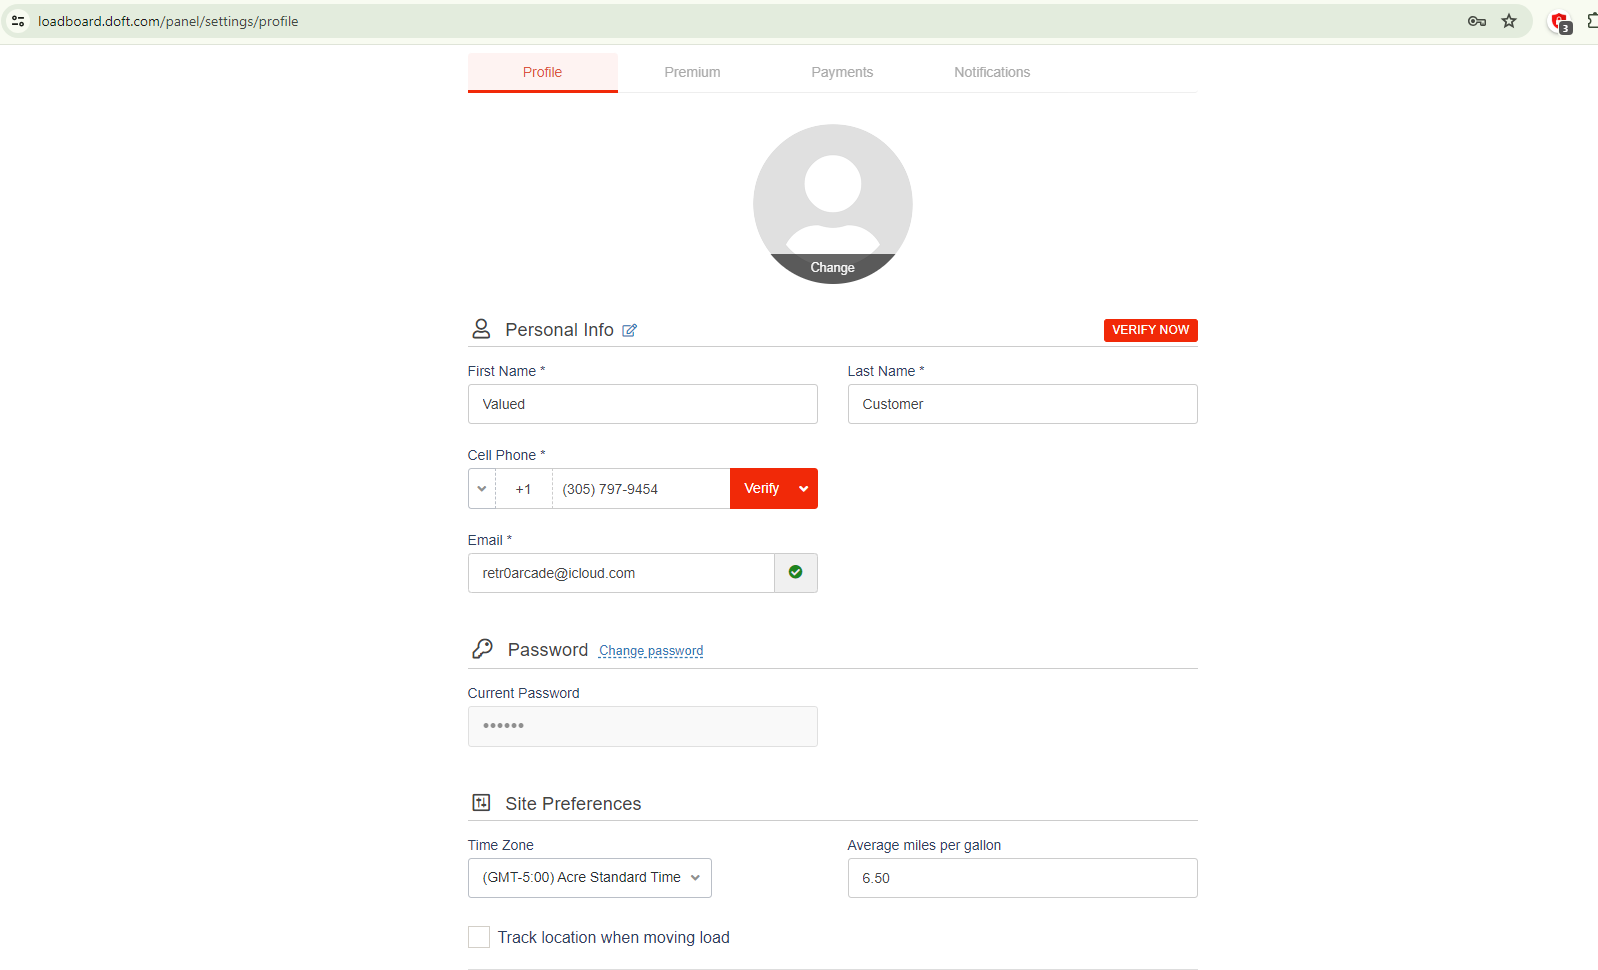 loadboard.doft.com/panel/settings/profile
3
Profile Premium Payments Notifications
Change
Personal Info VERIFY NOW
First Name * Last Name *
Valued Customer
Cell Phone *
+1 (305) 797-9454 Verify
Email *
retr0arcade@icloud.com
Password Change password
Current Password
••••••
Site Preferences
Time Zone Average miles per gallon
(GMT-5:00) Acre Standard Time 6.50
Track location when moving load